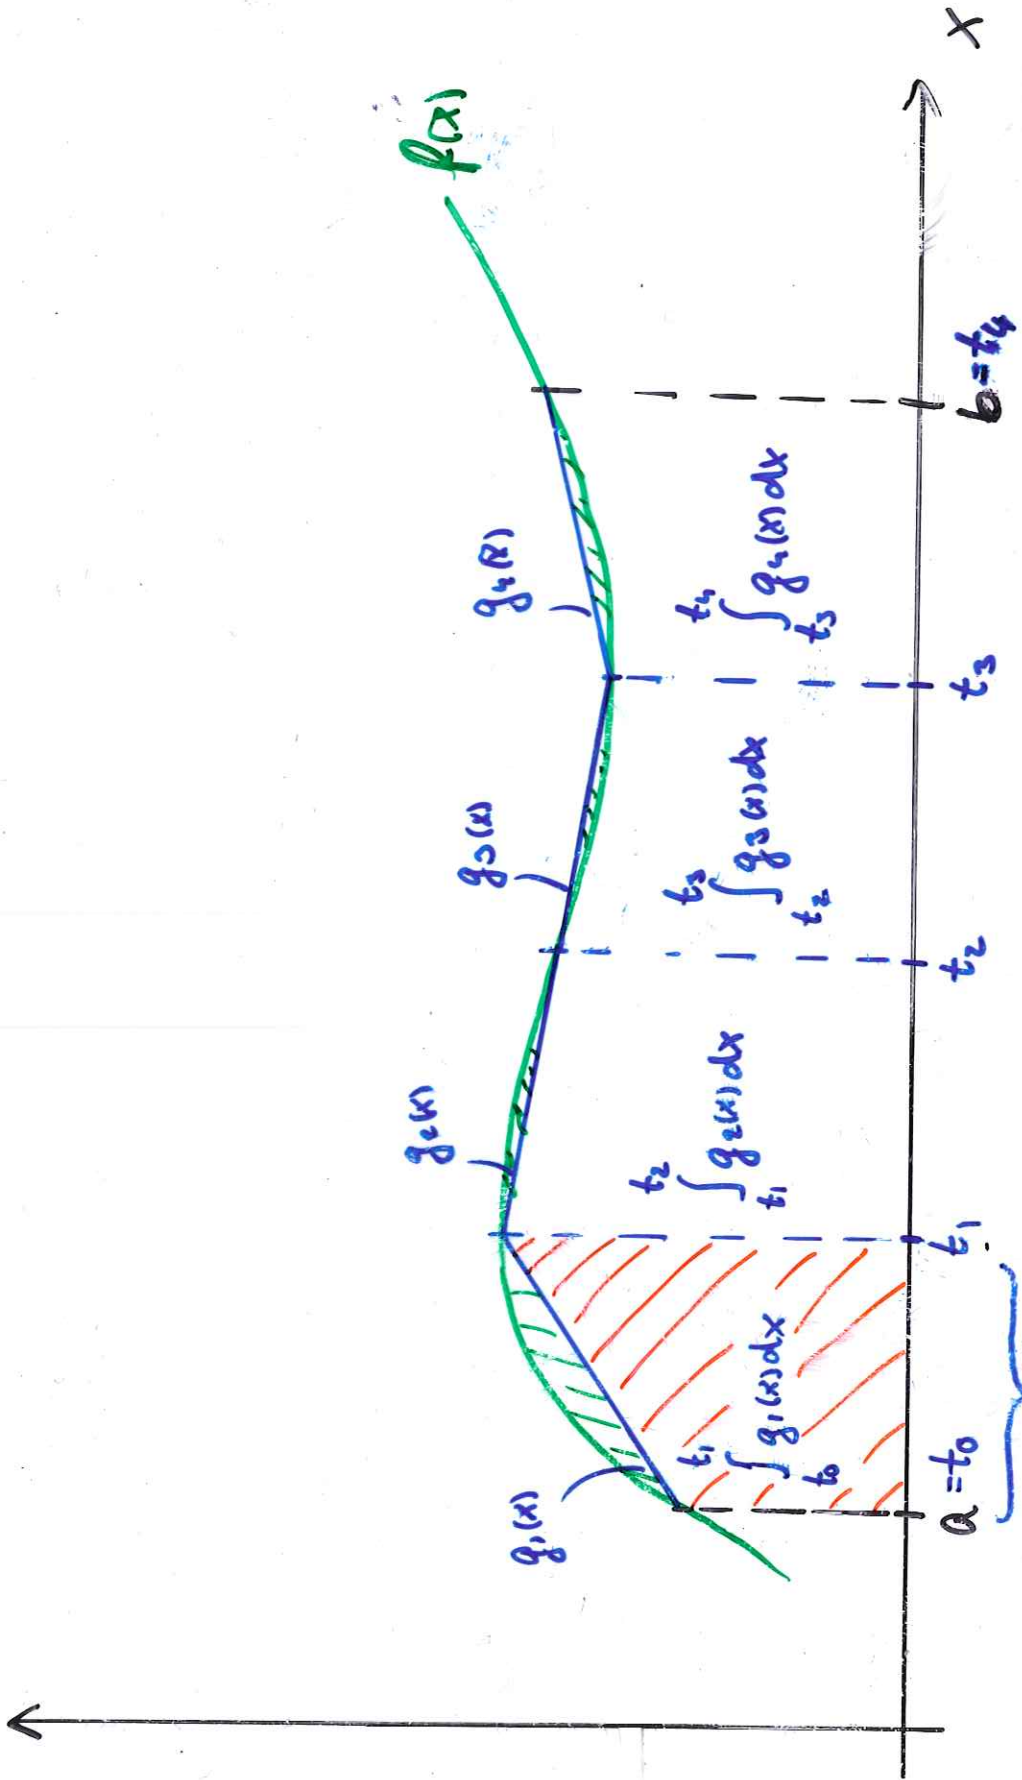 f(x)
g₁(x)
g₂(x)
g₃(x)
g₄(x)
∫_{t₀}^{t₁} g₁(x)dx
∫_{t₁}^{t₂} g₂(x)dx
∫_{t₂}^{t₃} g₃(x)dx
∫_{t₃}^{t₄} g₄(x)dx
a=t₀
t₁
t₂
t₃
b=t₄
x